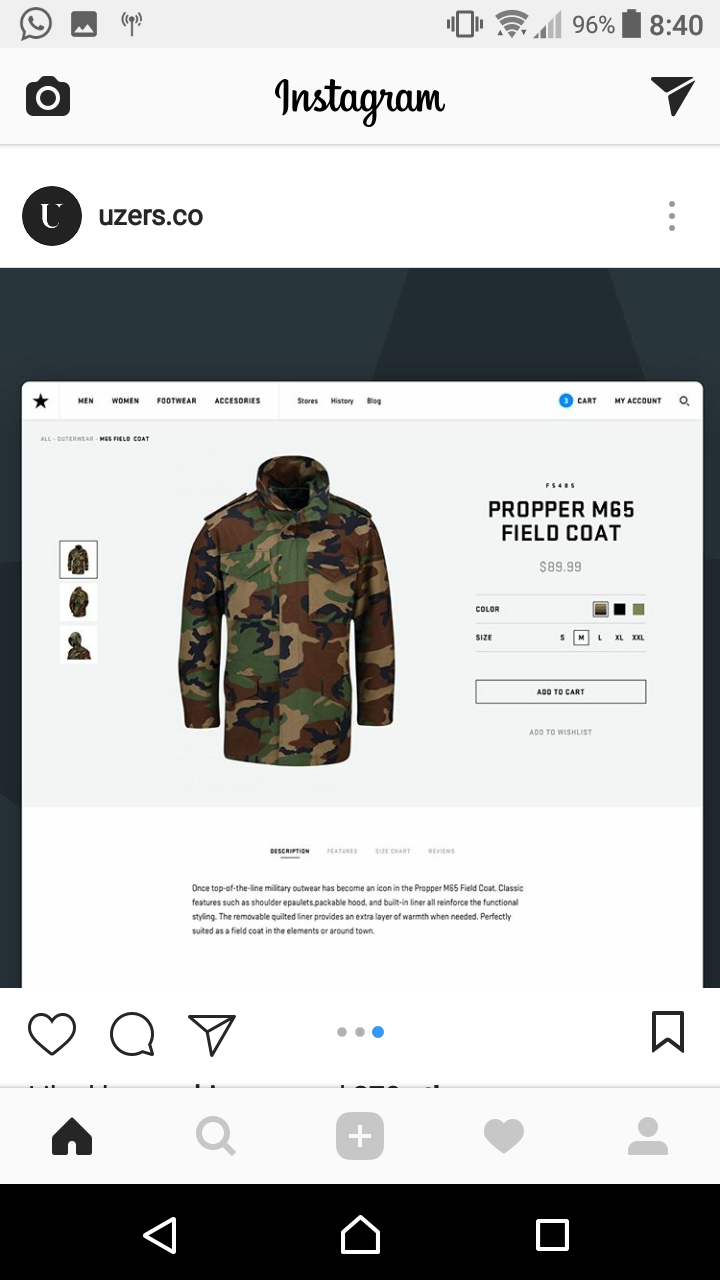 96% 8:40
Instagram
U uzers.co
MEN WOMEN FOOTWEAR ACCESORIES Stores History Blog 3 CART MY ACCOUNT
ALL - OUTERWEAR - M65 FIELD COAT
F5485
PROPPER M65
FIELD COAT
$89.99
COLOR
SIZE S M L XL XXL
ADD TO CART
ADD TO WISHLIST
DESCRIPTION FEATURES SIZE CHART REVIEWS
Once top-of-the-line military outwear has become an icon in the Propper M65 Field Coat. Classic
features such as shoulder epaulets,packable hood, and built-in liner all reinforce the functional
styling. The removable quilted liner provides an extra layer of warmth when needed. Perfectly
suited as a field coat in the elements or around town.